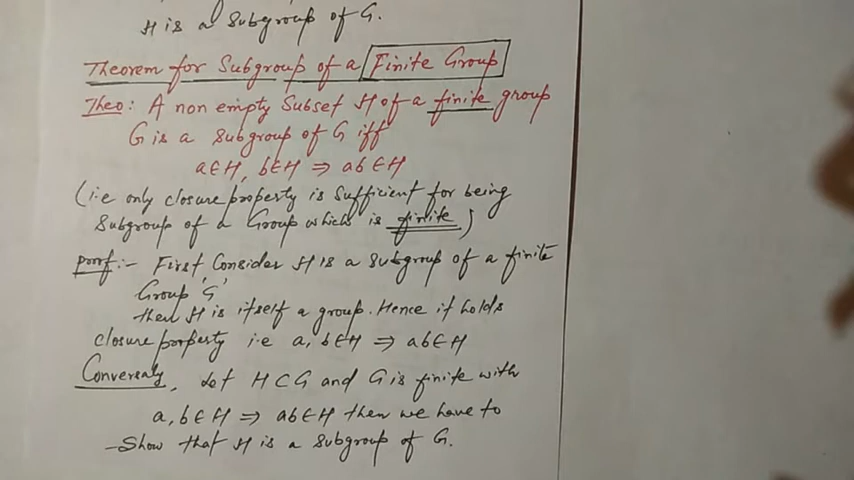 H is a Subgroup of G.
Theorem for Subgroup of a Finite Group
Theo: A non empty Subset H of a finite group
G is a Subgroup of G iff
a∈H, b∈H ⇒ ab∈H
(i.e only closure property is Sufficient for being
Subgroup of a Group which is finite)
Proof:- First Consider H is a Subgroup of a finite
Group 'G'
then H is itself a group. Hence it holds
closure property i.e a, b∈H ⇒ ab∈H
Conversaly, Let H⊂G and G is finite with
a, b∈H ⇒ ab∈H then we have to
-Show that H is a Subgroup of G.